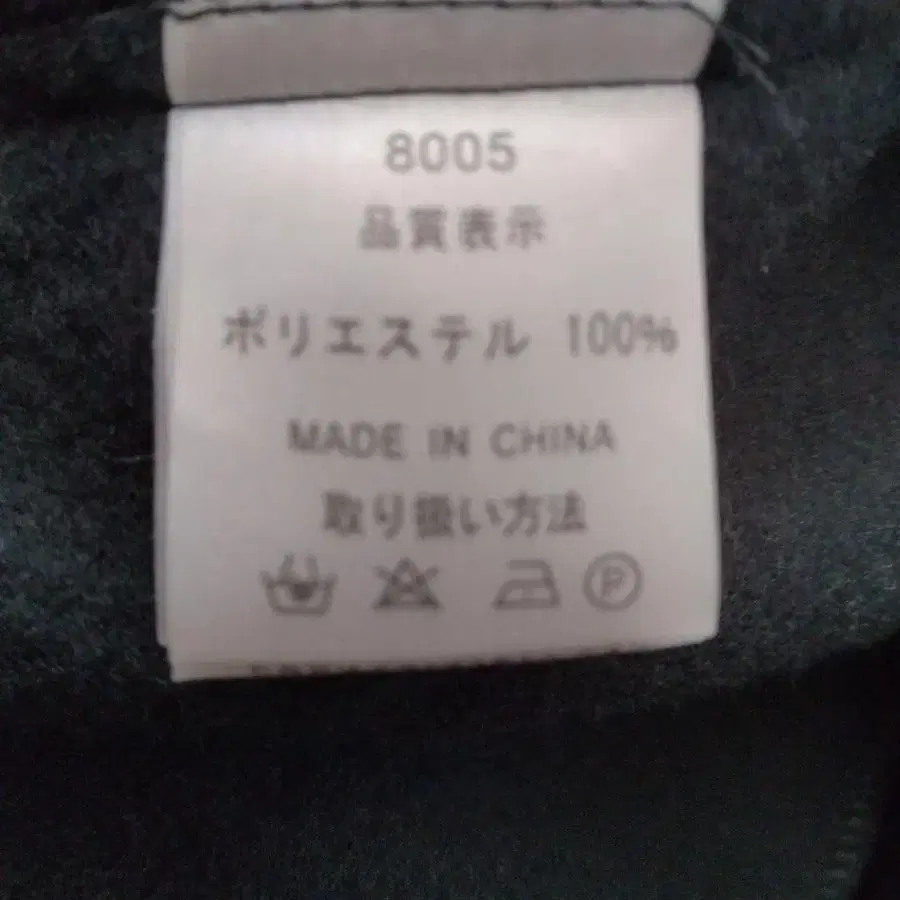 8005
品質表示
ポリエステル 100%
MADE IN CHINA
取り扱い方法
P